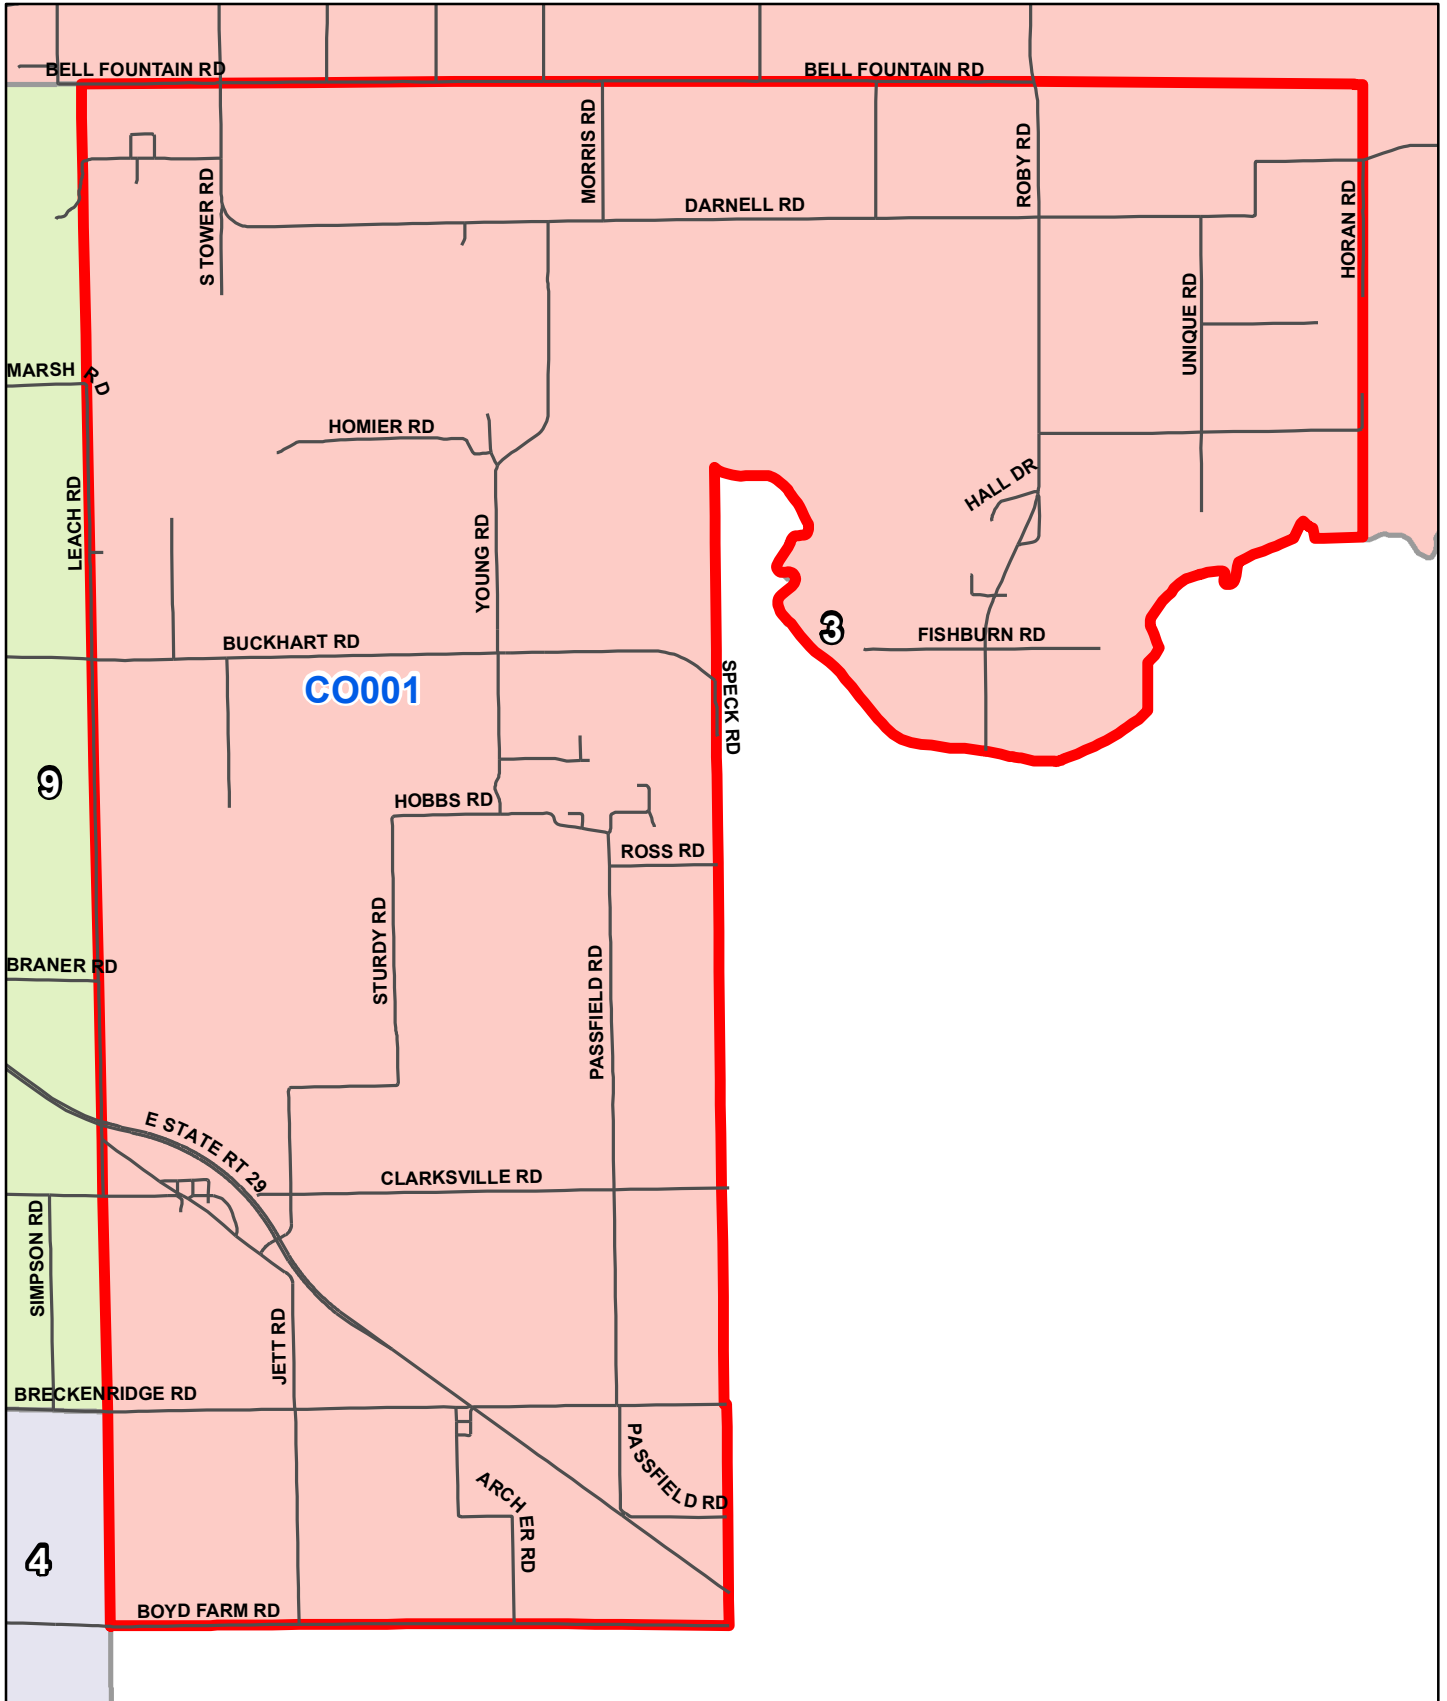 BELL FOUNTAIN RD
BELL FOUNTAIN RD
MORRIS RD
ROBY RD
S TOWER RD
DARNELL RD
HORAN RD
UNIQUE RD
MARSH RD
HOMIER RD
HALL DR
LEACH RD
YOUNG RD
3
FISHBURN RD
BUCKHART RD
CO001
SPECK RD
9
HOBBS RD
ROSS RD
STURDY RD
PASSFIELD RD
BRANER RD
E STATE RT 29
CLARKSVILLE RD
SIMPSON RD
JETT RD
BRECKENRIDGE RD
PASSFIELD RD
ARCHER RD
4
BOYD FARM RD